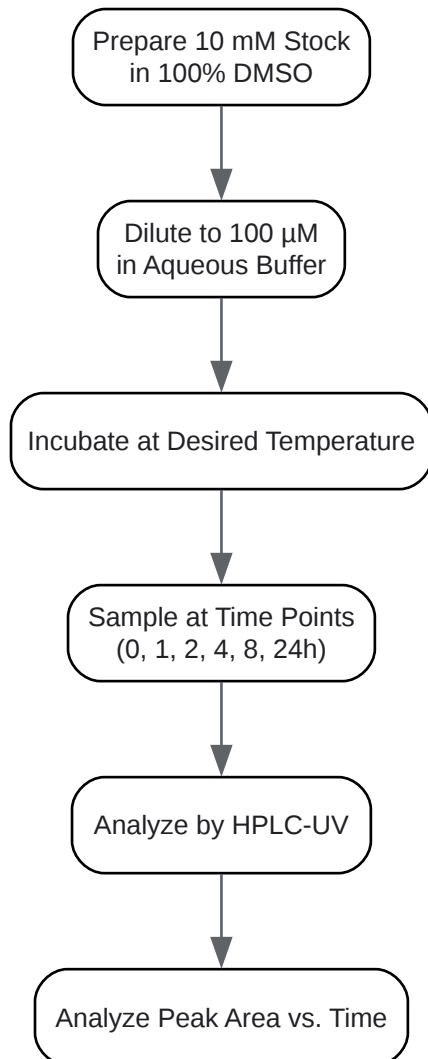 Prepare 10 mM Stock
in 100% DMSO
Dilute to 100 µM
in Aqueous Buffer
Incubate at Desired Temperature
Sample at Time Points
(0, 1, 2, 4, 8, 24h)
Analyze by HPLC-UV
Analyze Peak Area vs. Time